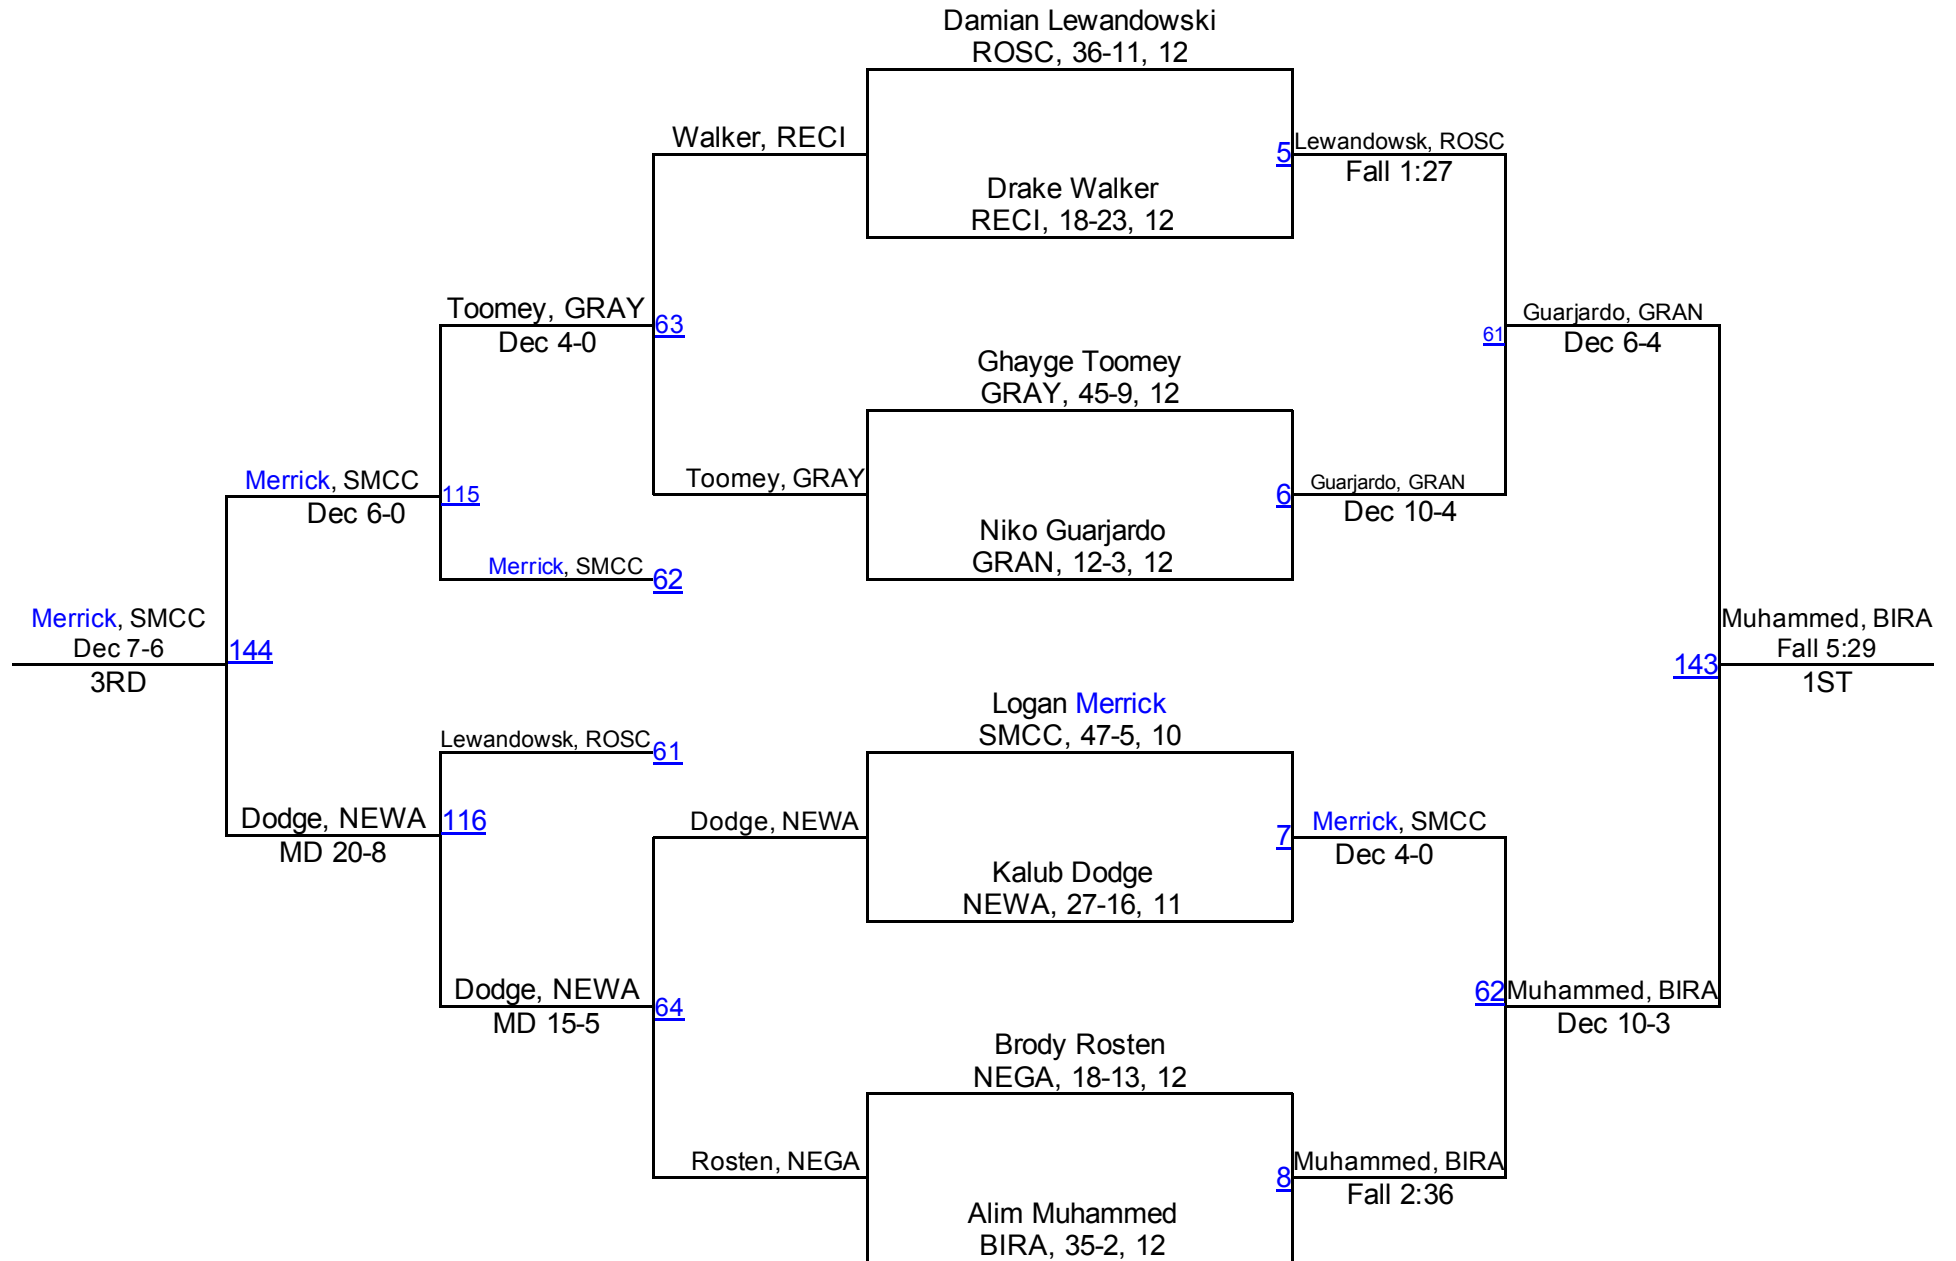 Damian Lewandowski
ROSC, 36-11, 12
Walker, RECI
5
Lewandowsk, ROSC
Fall 1:27
Drake Walker
RECI, 18-23, 12
Toomey, GRAY
Dec 4-0
63
61
Guarjardo, GRAN
Dec 6-4
Ghayge Toomey
GRAY, 45-9, 12
Merrick, SMCC
Dec 6-0
115
Toomey, GRAY
6
Guarjardo, GRAN
Dec 10-4
Niko Guarjardo
GRAN, 12-3, 12
Merrick, SMCC
62
Merrick, SMCC
Dec 7-6
3RD
144
143
Muhammed, BIRA
Fall 5:29
1ST
Logan Merrick
SMCC, 47-5, 10
Lewandowsk, ROSC
61
Dodge, NEWA
MD 20-8
116
Dodge, NEWA
7
Merrick, SMCC
Dec 4-0
Kalub Dodge
NEWA, 27-16, 11
Dodge, NEWA
MD 15-5
64
62
Muhammed, BIRA
Dec 10-3
Brody Rosten
NEGA, 18-13, 12
Rosten, NEGA
8
Muhammed, BIRA
Fall 2:36
Alim Muhammed
BIRA, 35-2, 12